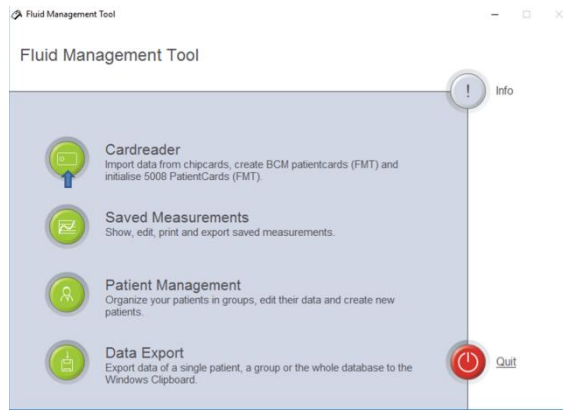 Fluid Management Tool
Fluid Management Tool
! Info
Cardreader
Import data from chipcards, create BCM patientcards (FMT) and
initialise 5008 PatientCards (FMT).
Saved Measurements
Show, edit, print and export saved measurements.
Patient Management
Organize your patients in groups, edit their data and create new
patients.
Data Export
Export data of a single patient, a group or the whole database to the
Windows Clipboard.
Quit